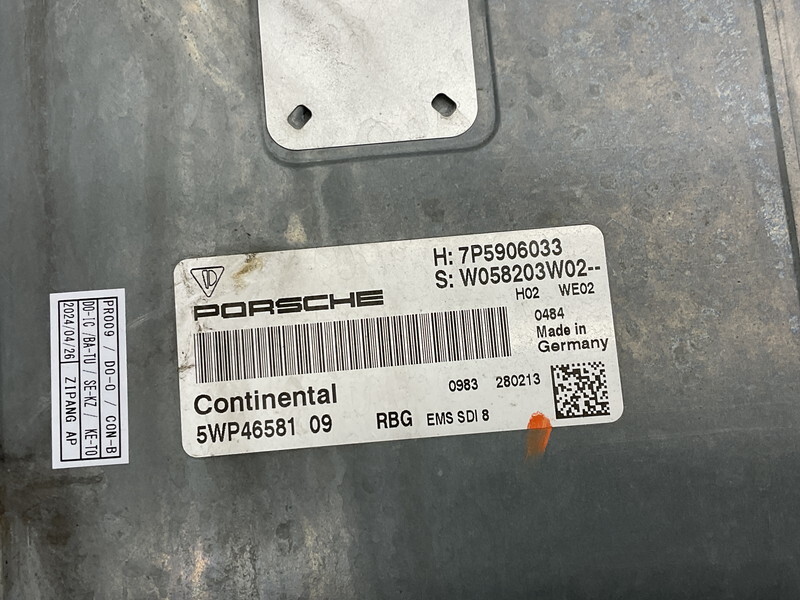 H: 7P5906033
S: W058203W02--
H02 WE02
PORSCHE
0484
Made in
Germany
Continental
0983 280213
5WP46581 09
RBG EMS SDI 8
PR009 / DO-O / CON-B
DO-IC /BA-TU / SE-KZ / KE-TO
2024/04/26 ZIPANG AP